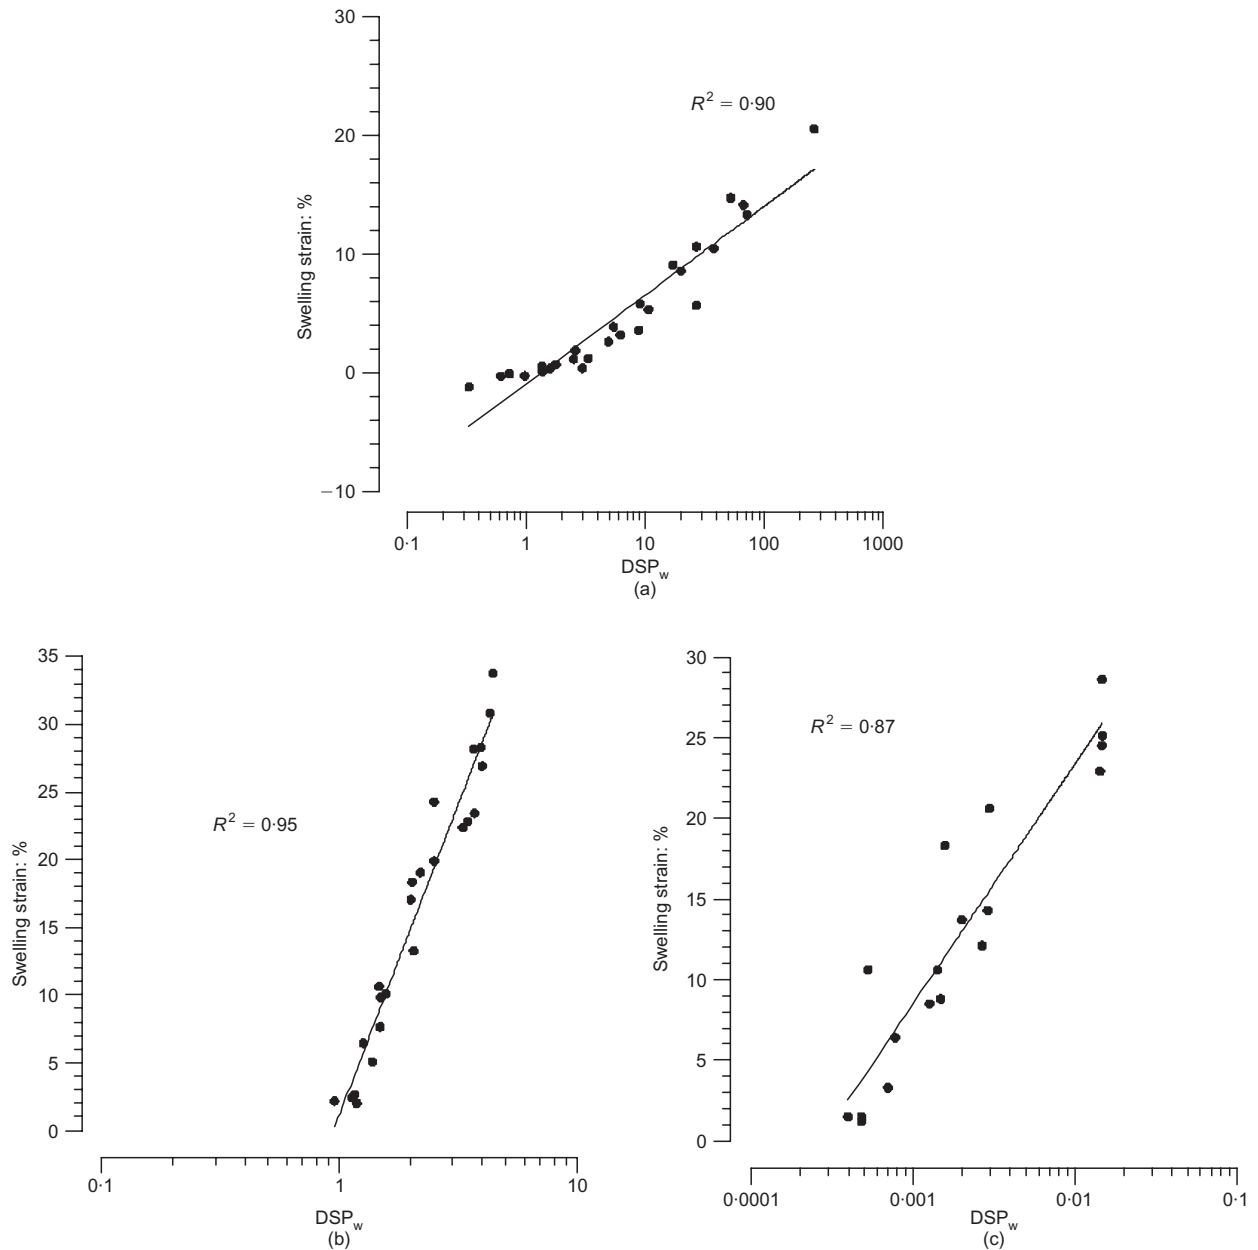 30
R² = 0·90
20
Swelling strain: %
10
0
−10
0·1 1 10 100 1000
DSPw
(a)
35
30
25
R² = 0·95
20
Swelling strain: %
15
10
5
0
0·1 1 10
DSPw
(b)
30
R² = 0·87
25
20
Swelling strain: %
15
10
5
0
0·0001 0·001 0·01 0·1
DSPw
(c)